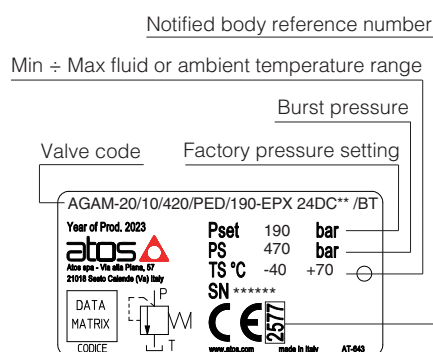 Notified body reference number
Min ÷ Max fluid or ambient temperature range
Burst pressure
Valve code
Factory pressure setting
AGAM-20/10/420/PED/190-EPX 24DC** /BT
Year of Prod. 2023
atos
Atos spa - Via alla Piana, 57
21018 Sesto Calende (Va) Italy
Pset 190 bar
PS 470 bar
TS °C -40 +70
SN ******
DATA
MATRIX
CODICE
P
T
CE
2577
www.atos.com made in Italy AT-643